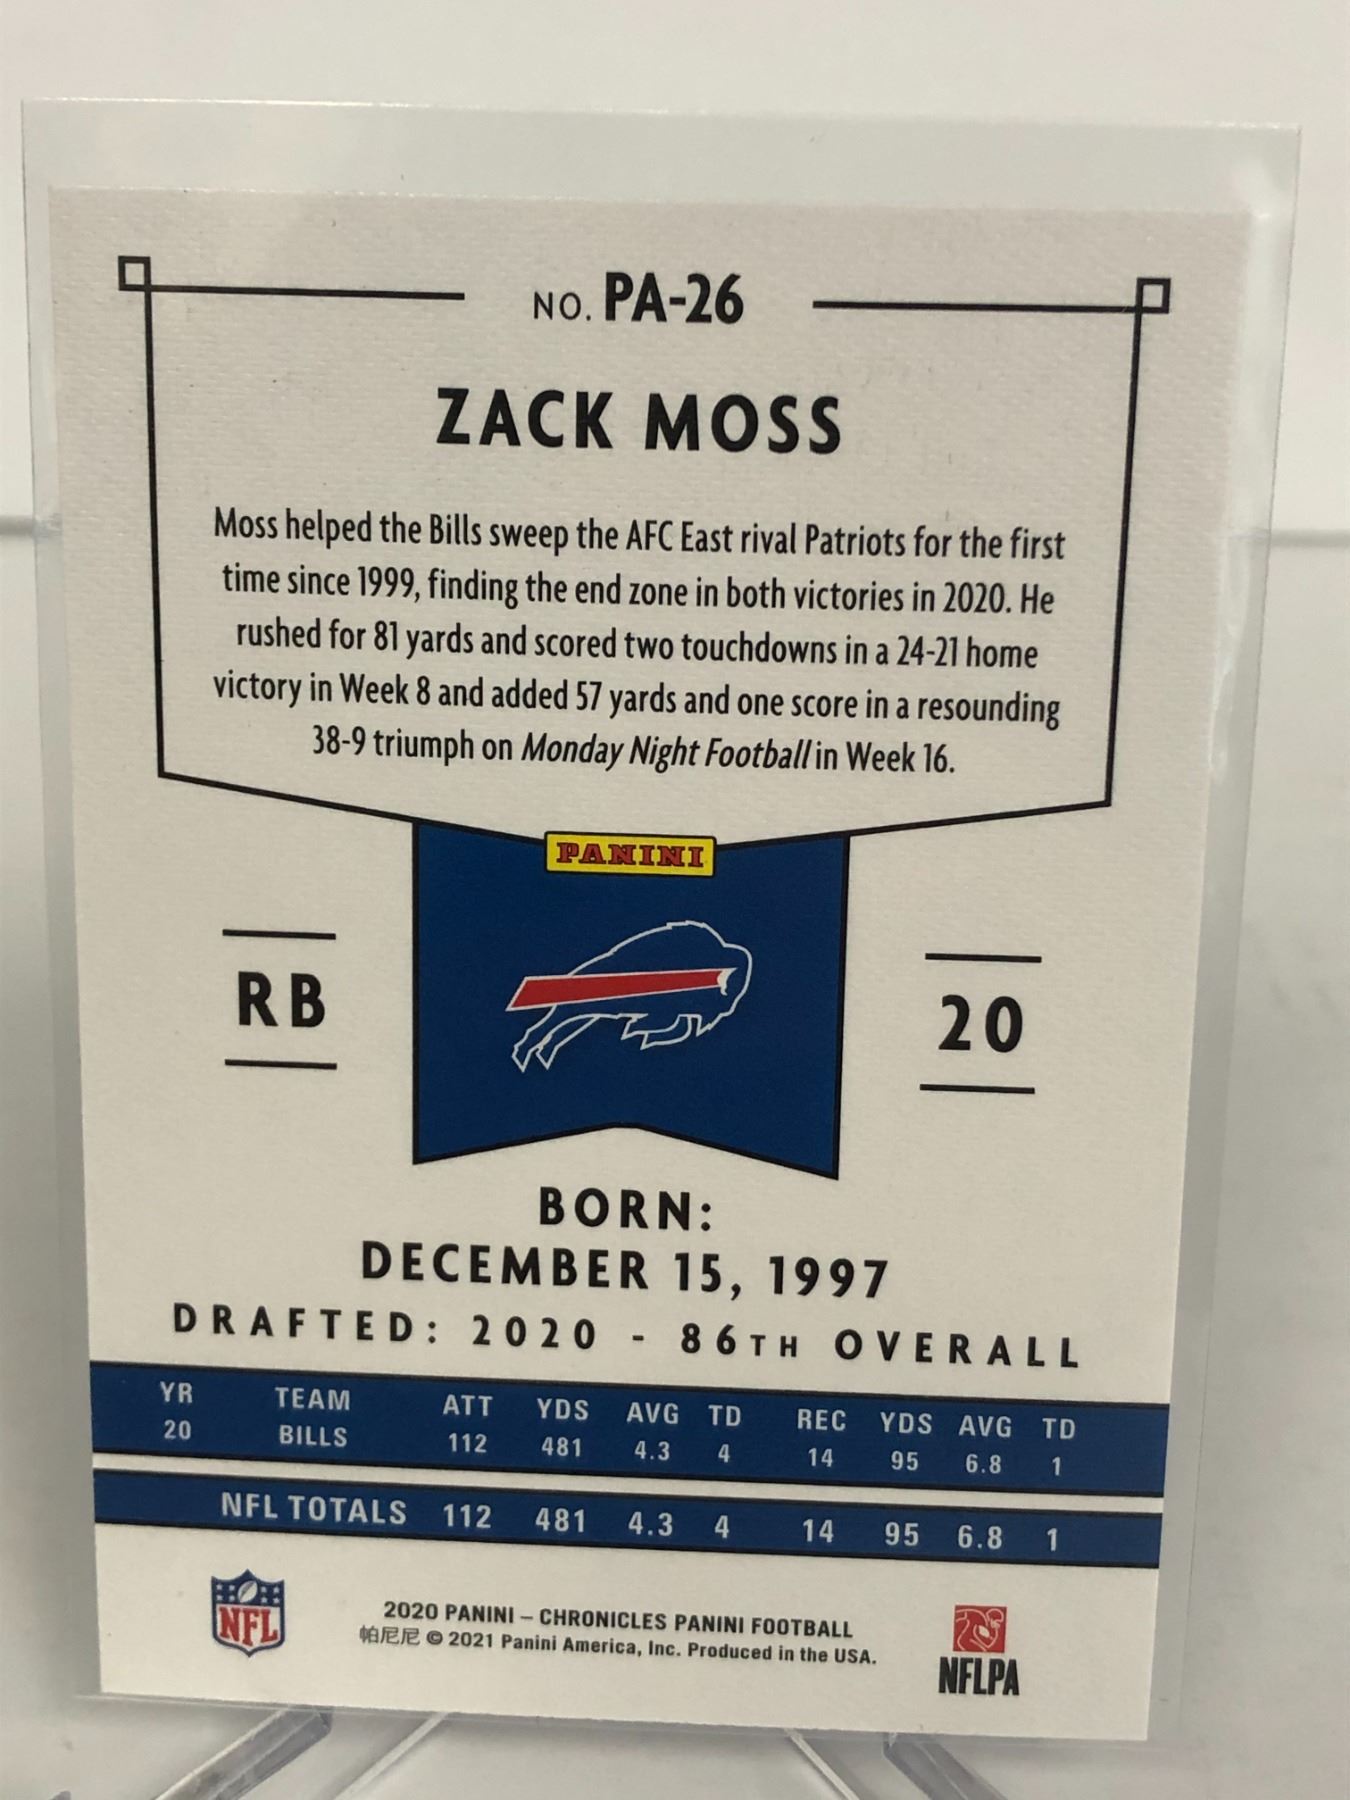 NO. PA-26
ZACK MOSS
Moss helped the Bills sweep the AFC East rival Patriots for the first
time since 1999, finding the end zone in both victories in 2020. He
rushed for 81 yards and scored two touchdowns in a 24-21 home
victory in Week 8 and added 57 yards and one score in a resounding
38-9 triumph on Monday Night Football in Week 16.
PANINI
RB
20
BORN:
DECEMBER 15, 1997
DRAFTED: 2020 - 86TH OVERALL
YR TEAM ATT YDS AVG TD REC YDS AVG TD
20 BILLS 112 481 4.3 4 14 95 6.8 1
NFL TOTALS 112 481 4.3 4 14 95 6.8 1
NFL
2020 PANINI – CHRONICLES PANINI FOOTBALL
帕尼尼 © 2021 Panini America, Inc. Produced in the USA.
NFLPA